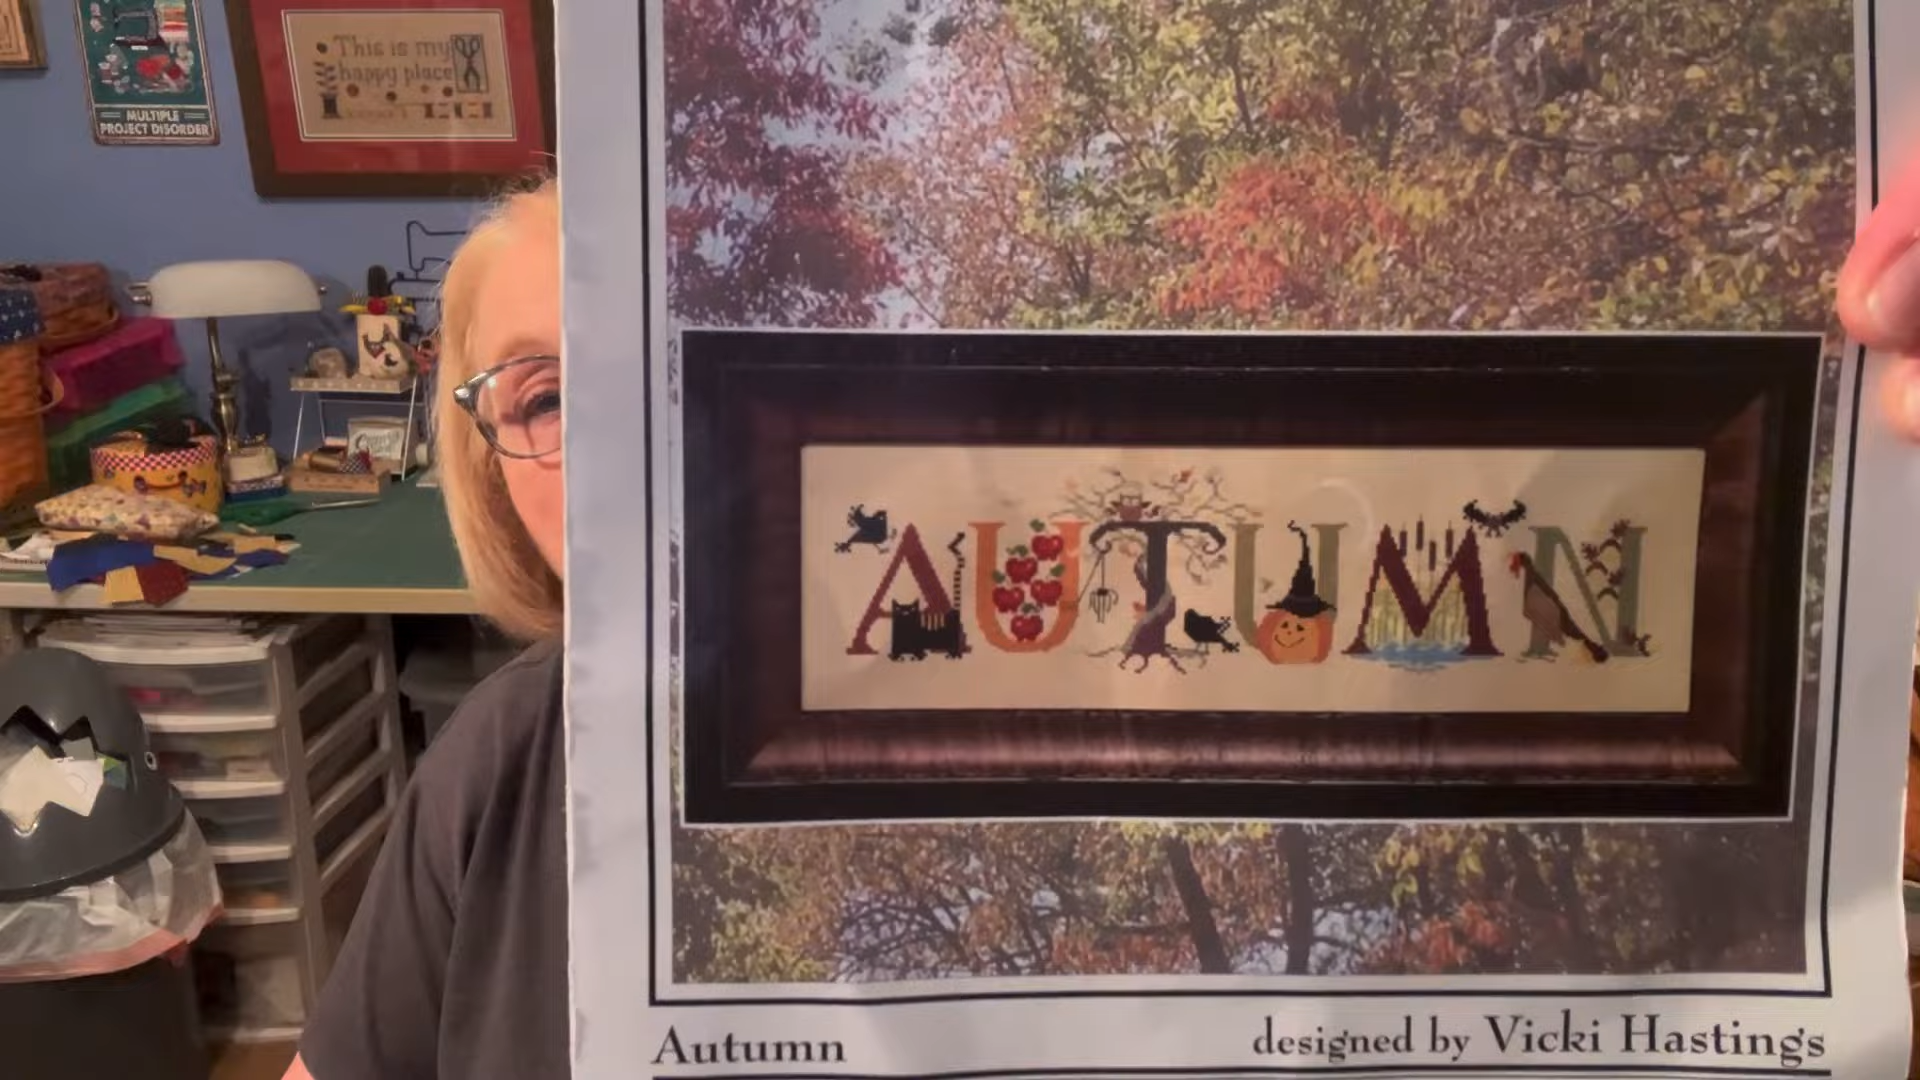 This is my
happy place
MULTIPLE
PROJECT DISORDER
AUTUMN
Autumn
designed by Vicki Hastings